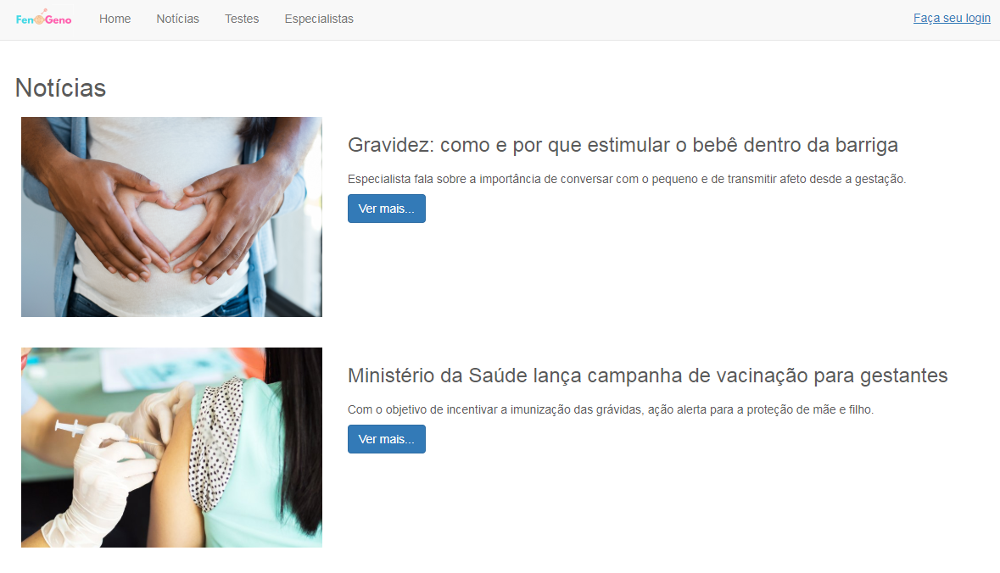 FenoGeno Home Notícias Testes Especialistas Faça seu login
Notícias
Gravidez: como e por que estimular o bebê dentro da barriga
Especialista fala sobre a importância de conversar com o pequeno e de transmitir afeto desde a gestação.
Ver mais...
Ministério da Saúde lança campanha de vacinação para gestantes
Com o objetivo de incentivar a imunização das grávidas, ação alerta para a proteção de mãe e filho.
Ver mais...